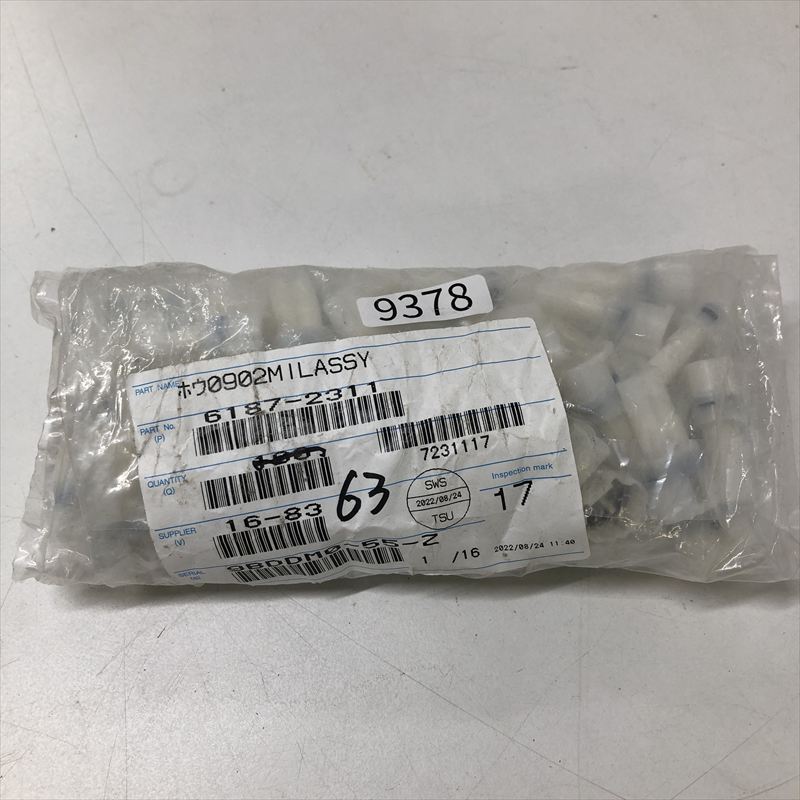 9378
PART NAME
ホウ0902MILASSY
PART No.
(P)
6187-2311
7231117
QUANTITY
(Q)
100
63
SWS
2022/08/24
TSU
Inspection mark
17
SUPPLIER
(V)
16-83
SERIAL
1 /16
2022/08/24 11:40